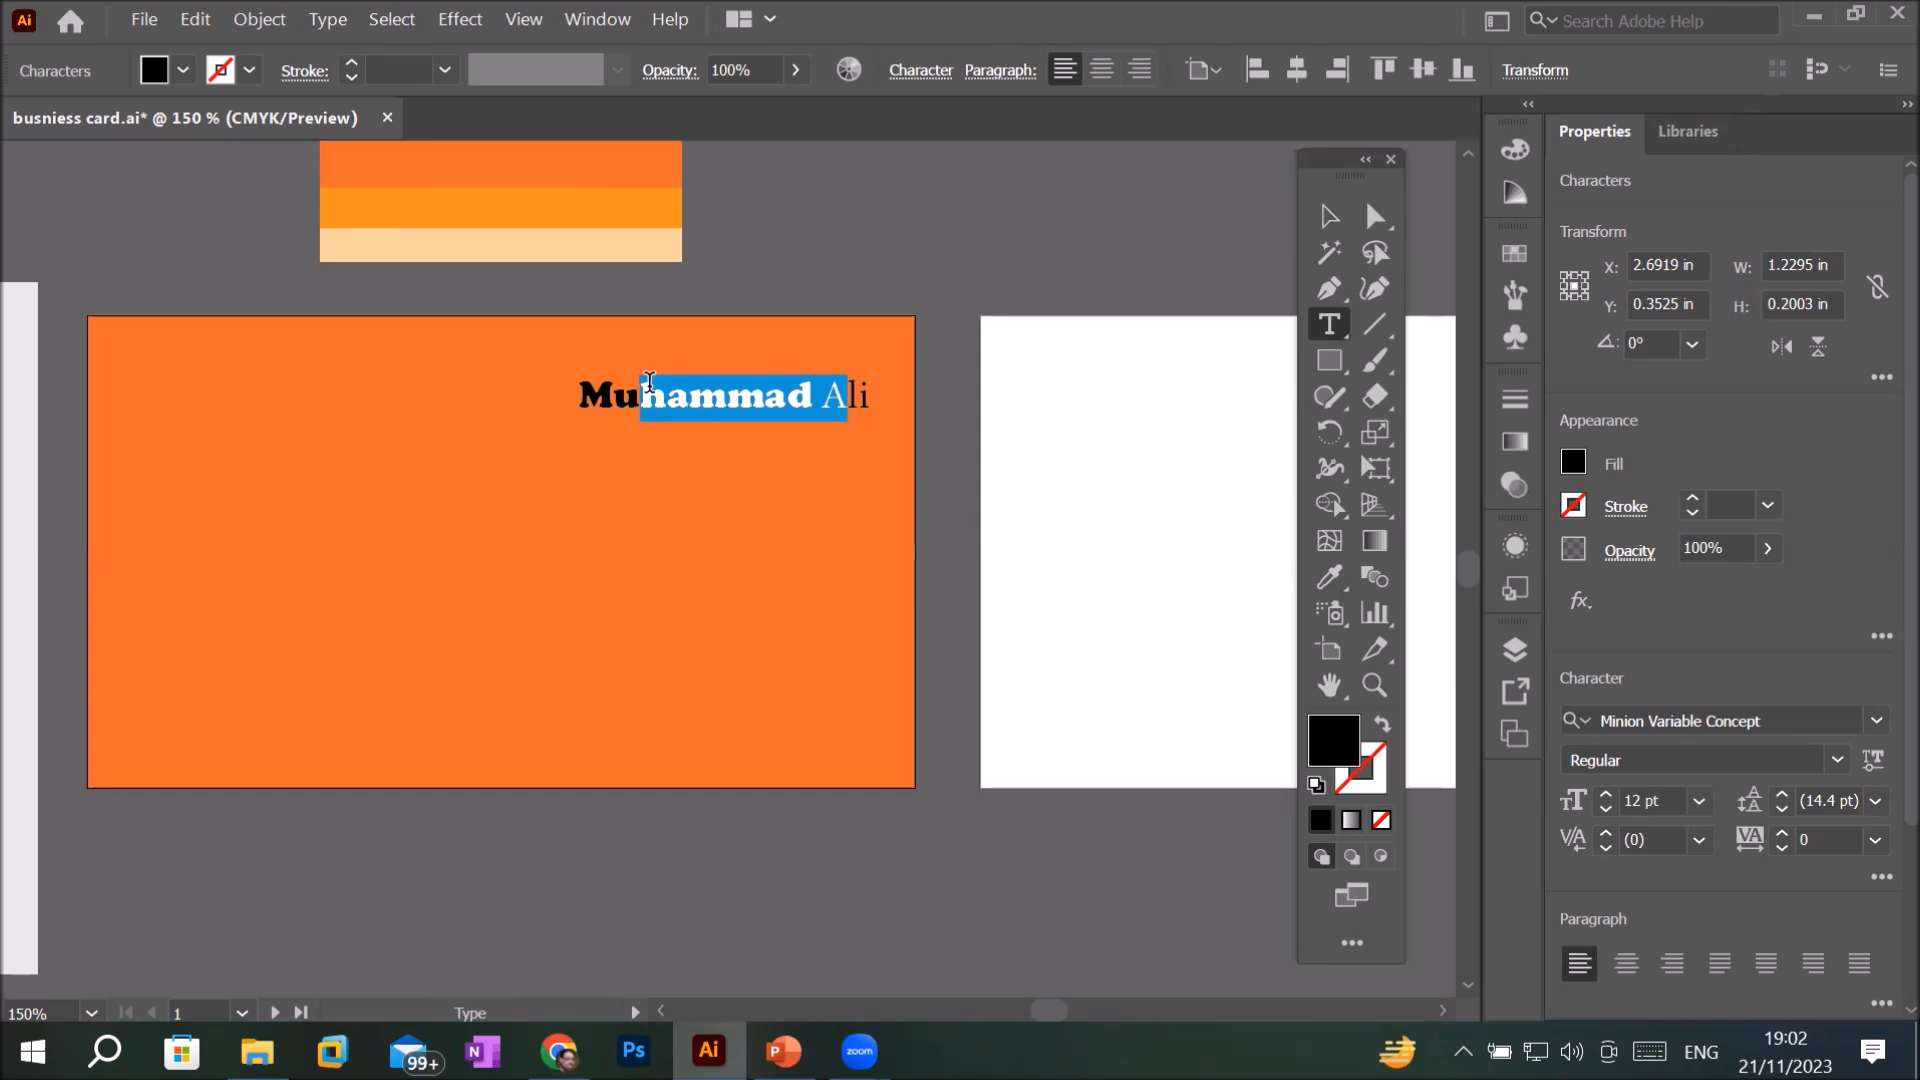 Ai
File Edit Object Type Select Effect View Window Help
Search Adobe Help
Characters Stroke: Opacity: 100% Character Paragraph: Transform
busniess card.ai* @ 150 % (CMYK/Preview)
Properties Libraries
Characters
Transform
X: 2.6919 in W: 1.2295 in
Y: 0.3525 in H: 0.2003 in
0°
Muhammad Ali
Appearance
Fill
Stroke
Opacity 100%
fx.
Character
Minion Variable Concept
Regular
12 pt (14.4 pt)
(0) 0
Paragraph
150% 1 Type
99+ Ps Ai zoom ENG
19:02
21/11/2023